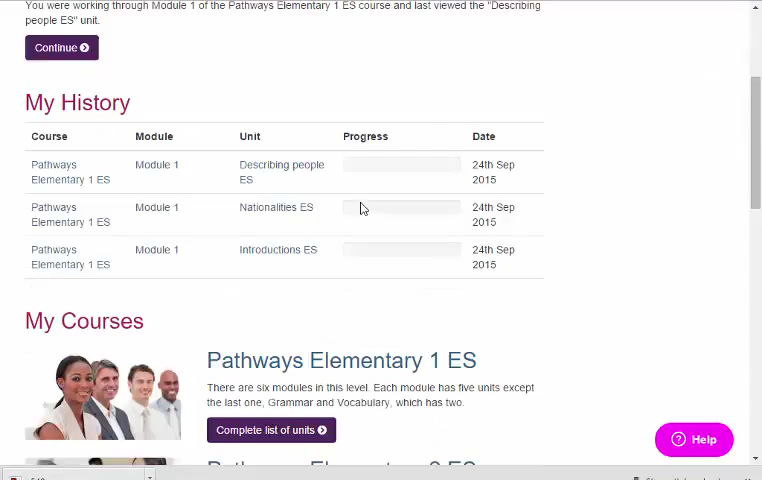 You were working through Module 1 of the Pathways Elementary 1 ES course and last viewed the "Describing
people ES" unit.
Continue
My History
Course Module Unit Progress Date
Pathways Module 1 Describing people 24th Sep
Elementary 1 ES ES 2015
Pathways Module 1 Nationalities ES 24th Sep
Elementary 1 ES 2015
Pathways Module 1 Introductions ES 24th Sep
Elementary 1 ES 2015
My Courses
Pathways Elementary 1 ES
There are six modules in this level. Each module has five units except
the last one, Grammar and Vocabulary, which has two.
Complete list of units
Help